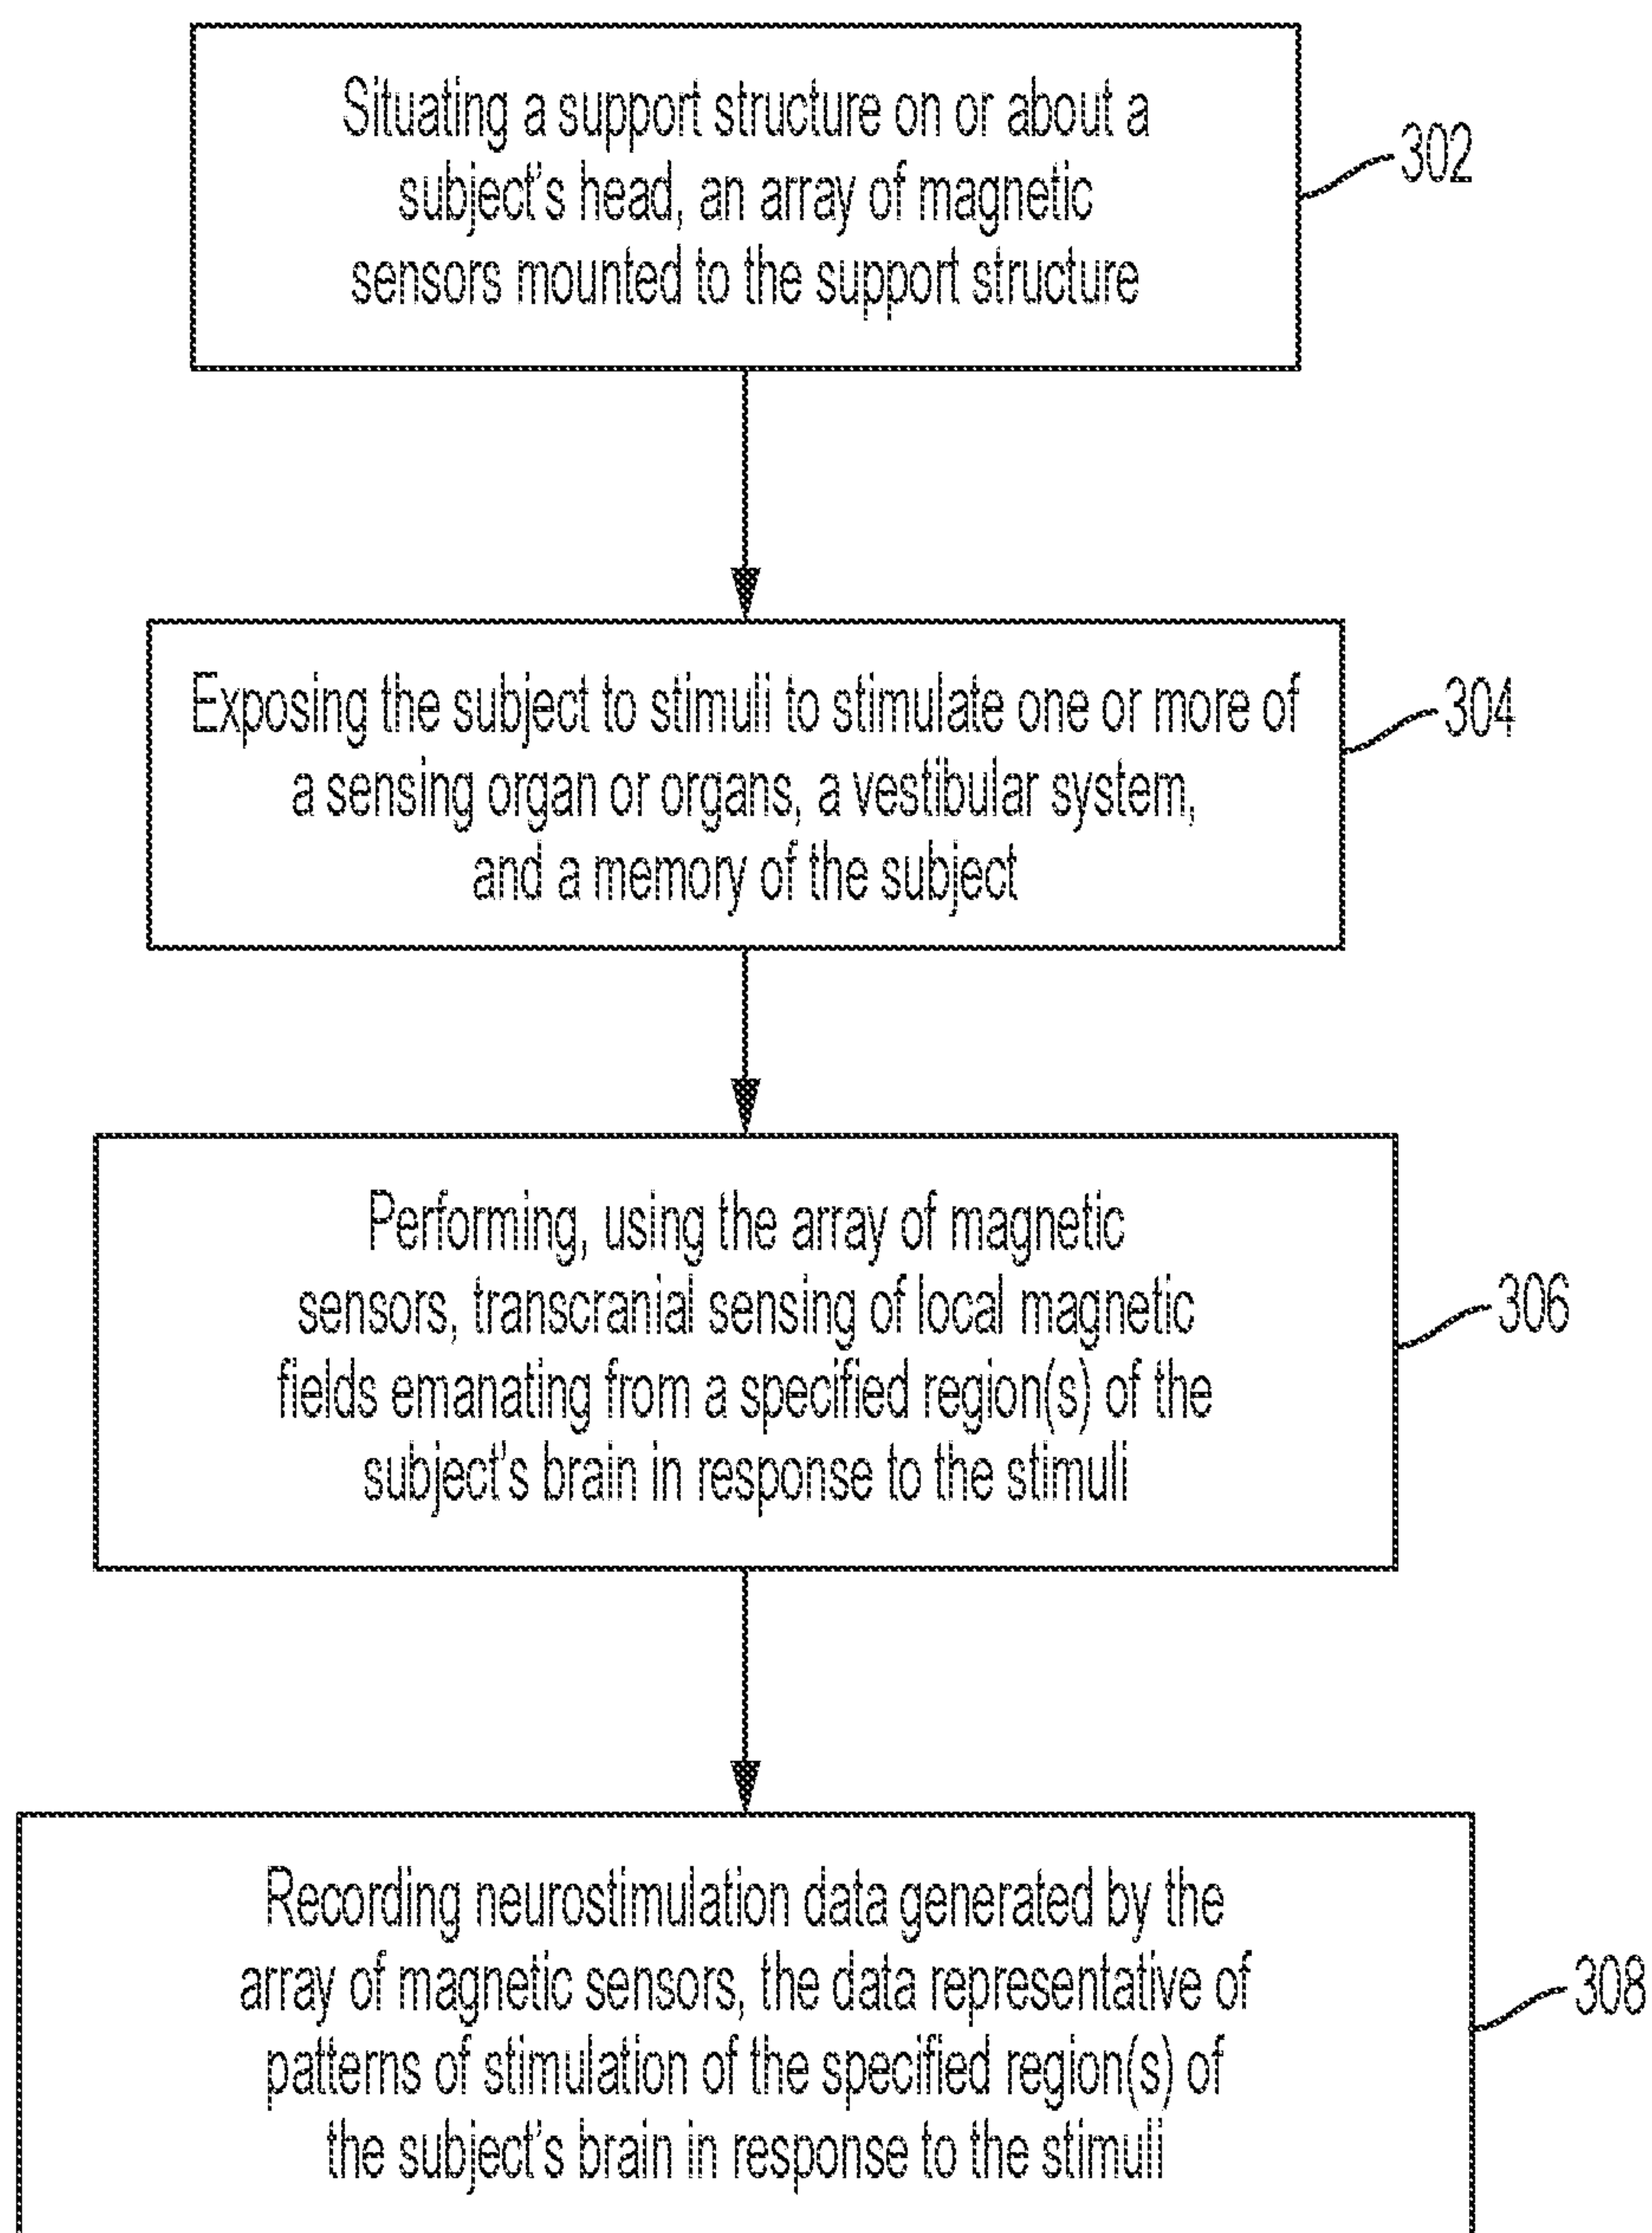 Situating a support structure on or about a
subject's head, an array of magnetic
sensors mounted to the support structure
302
Exposing the subject to stimuli to stimulate one or more of
a sensing organ or organs, a vestibular system,
and a memory of the subject
304
Performing, using the array of magnetic
sensors, transcranial sensing of local magnetic
fields emanating from a specified region(s) of the
subject's brain in response to the stimuli
306
Recording neurostimulation data generated by the
array of magnetic sensors, the data representative of
patterns of stimulation of the specified region(s) of
the subject's brain in response to the stimuli
308